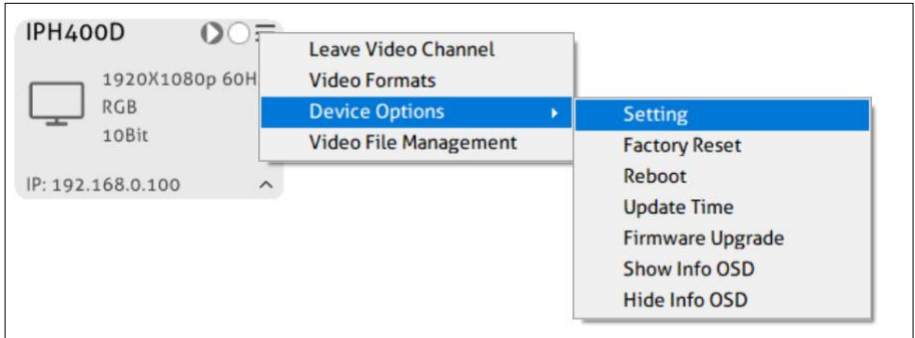 IPH400D
1920X1080p 60H
RGB
10Bit
IP: 192.168.0.100
Leave Video Channel
Video Formats
Device Options
Video File Management
Setting
Factory Reset
Reboot
Update Time
Firmware Upgrade
Show Info OSD
Hide Info OSD